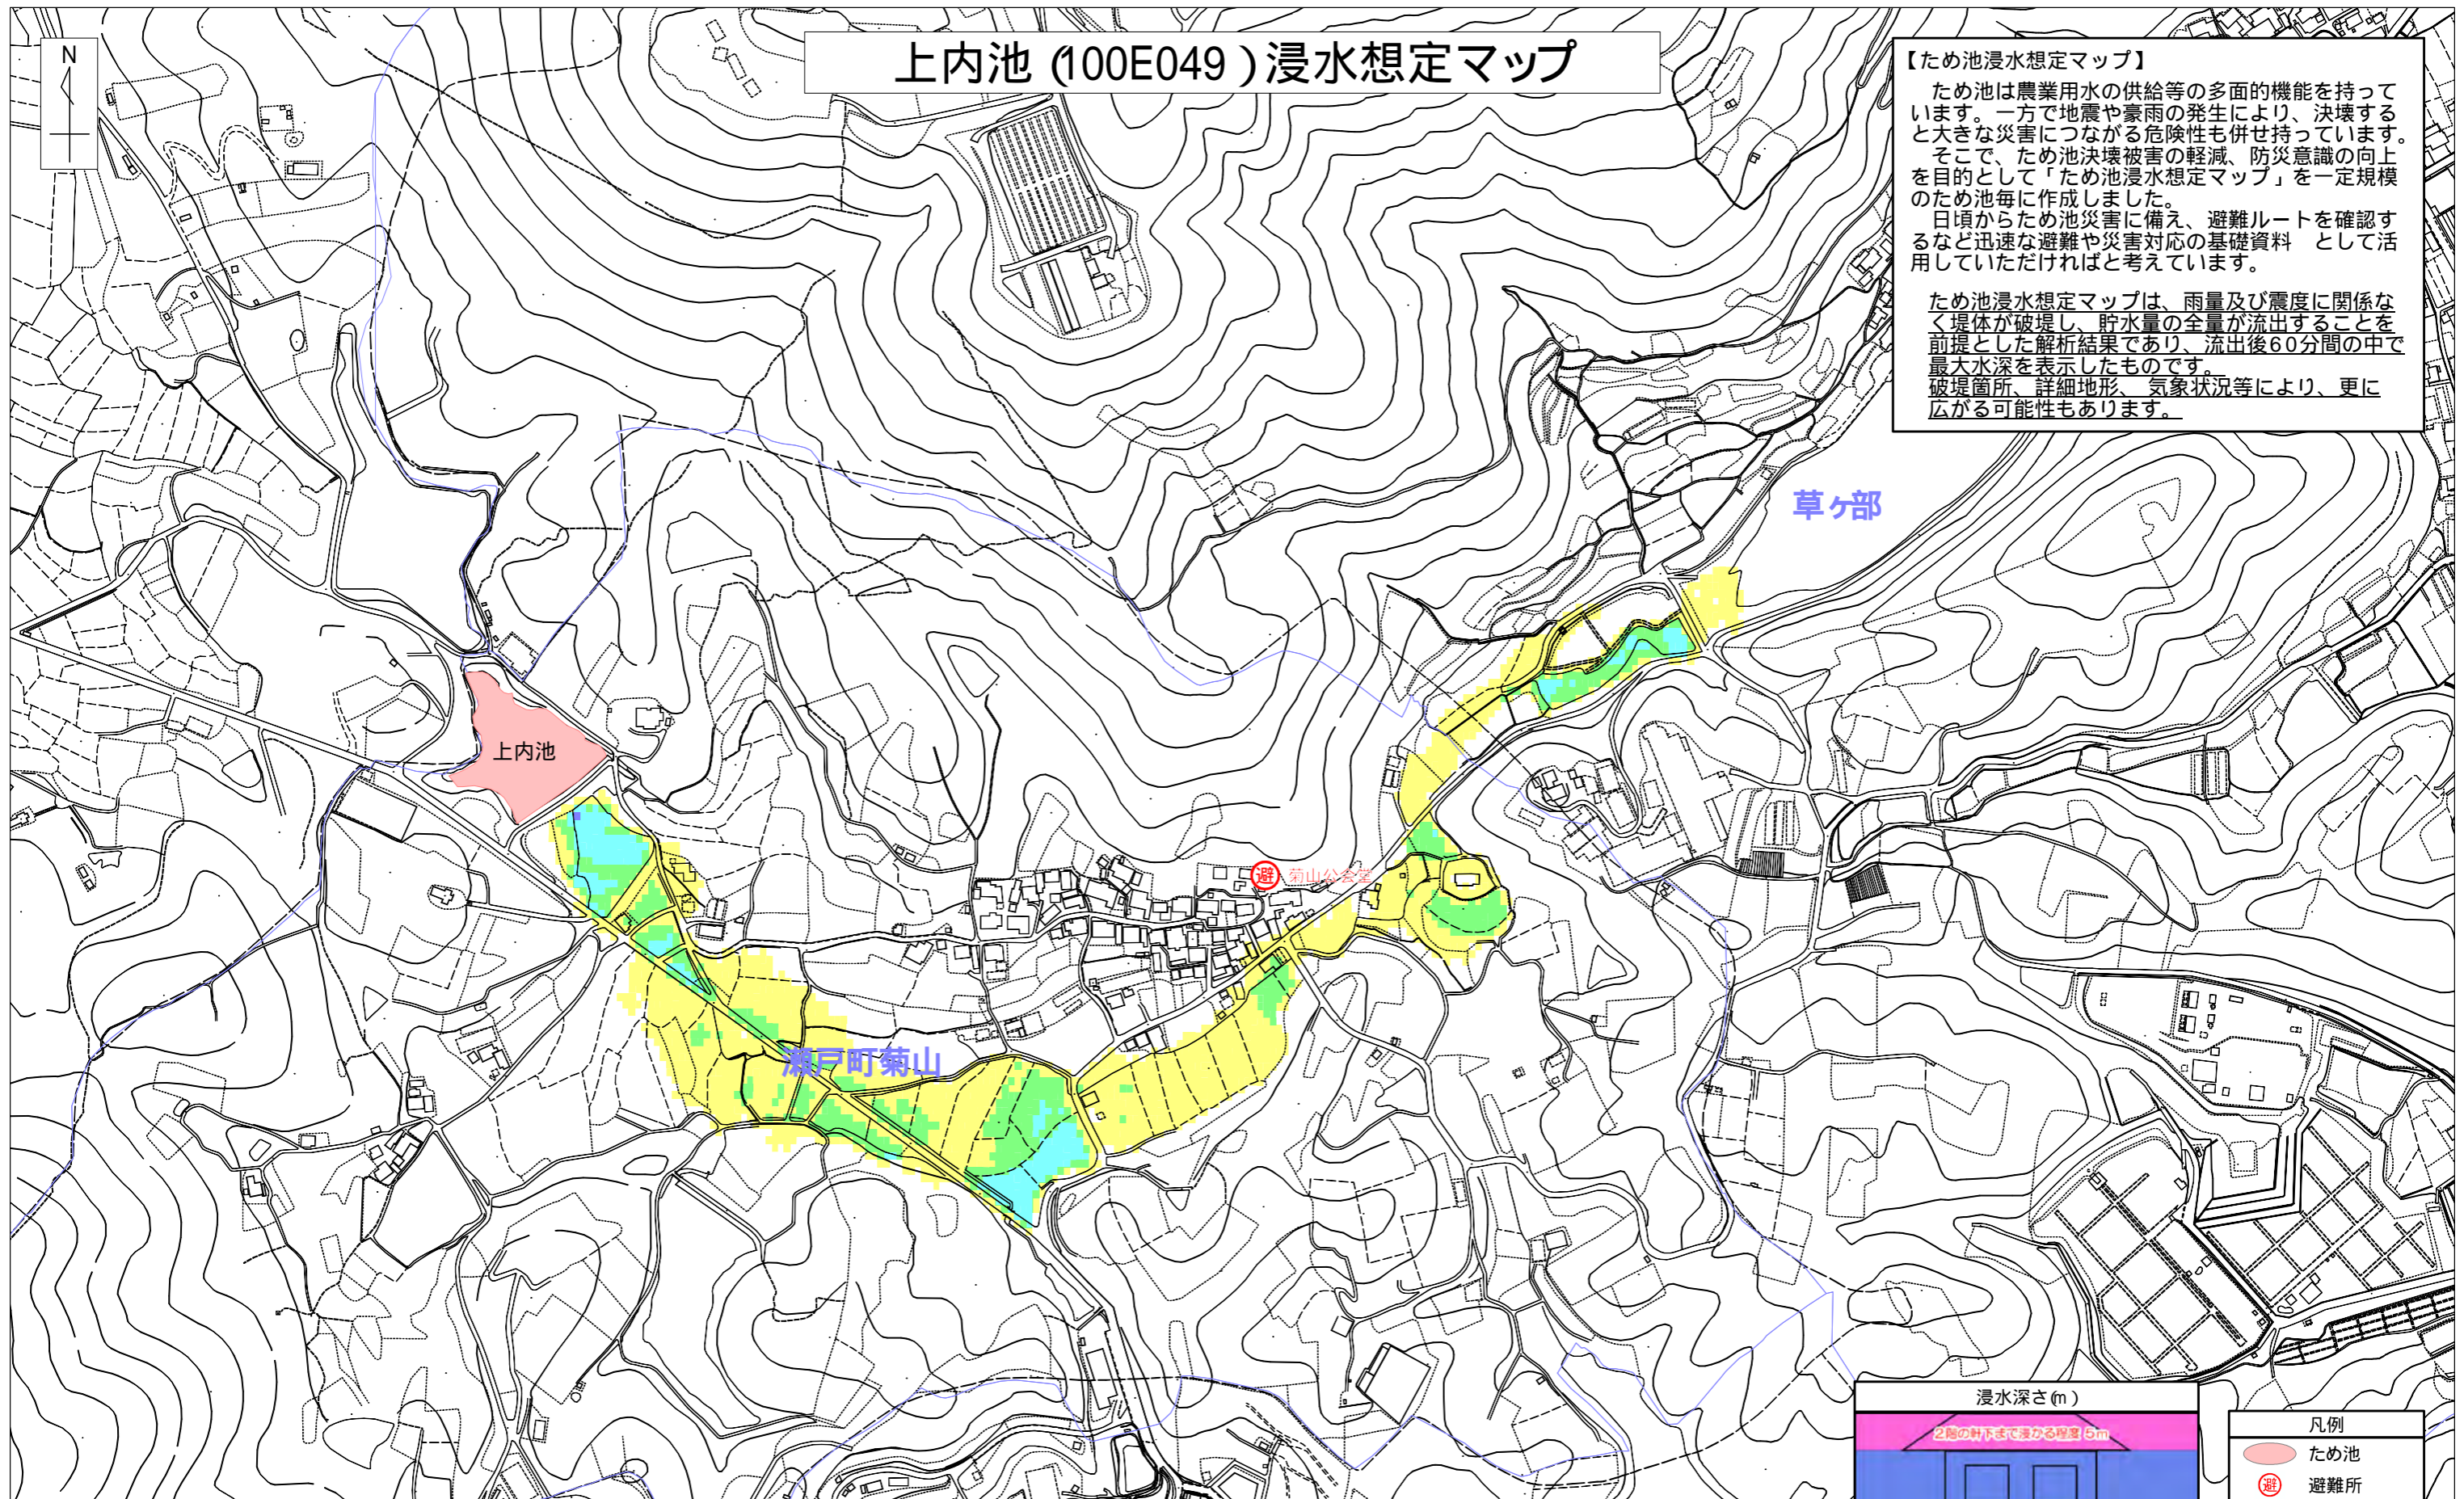 N
上内池 (100E049) 浸水想定マップ
【ため池浸水想定マップ】
ため池は農業用水の供給等の多面的機能を持って
います。一方で地震や豪雨の発生により、決壊する
と大きな災害につながる危険性も併せ持っています。
そこで、ため池決壊被害の軽減、防災意識の向上
を目的として「ため池浸水想定マップ」を一定規模
のため池毎に作成しました。
日頃からため池災害に備え、避難ルートを確認す
るなど迅速な避難や災害対応の基礎資料　として活
用していただければと考えています。
ため池浸水想定マップは、雨量及び震度に関係な
く堤体が破堤し、貯水量の全量が流出することを
前提とした解析結果であり、流出後60分間の中で
最大水深を表示したものです。
破堤箇所、詳細地形、気象状況等により、更に
広がる可能性もあります。
草ヶ部
上内池
避 菊山公会堂
瀬戸町菊山
浸水深さ(m)
2階の軒下まで浸かる程度 5m
凡例
ため池
避 避難所